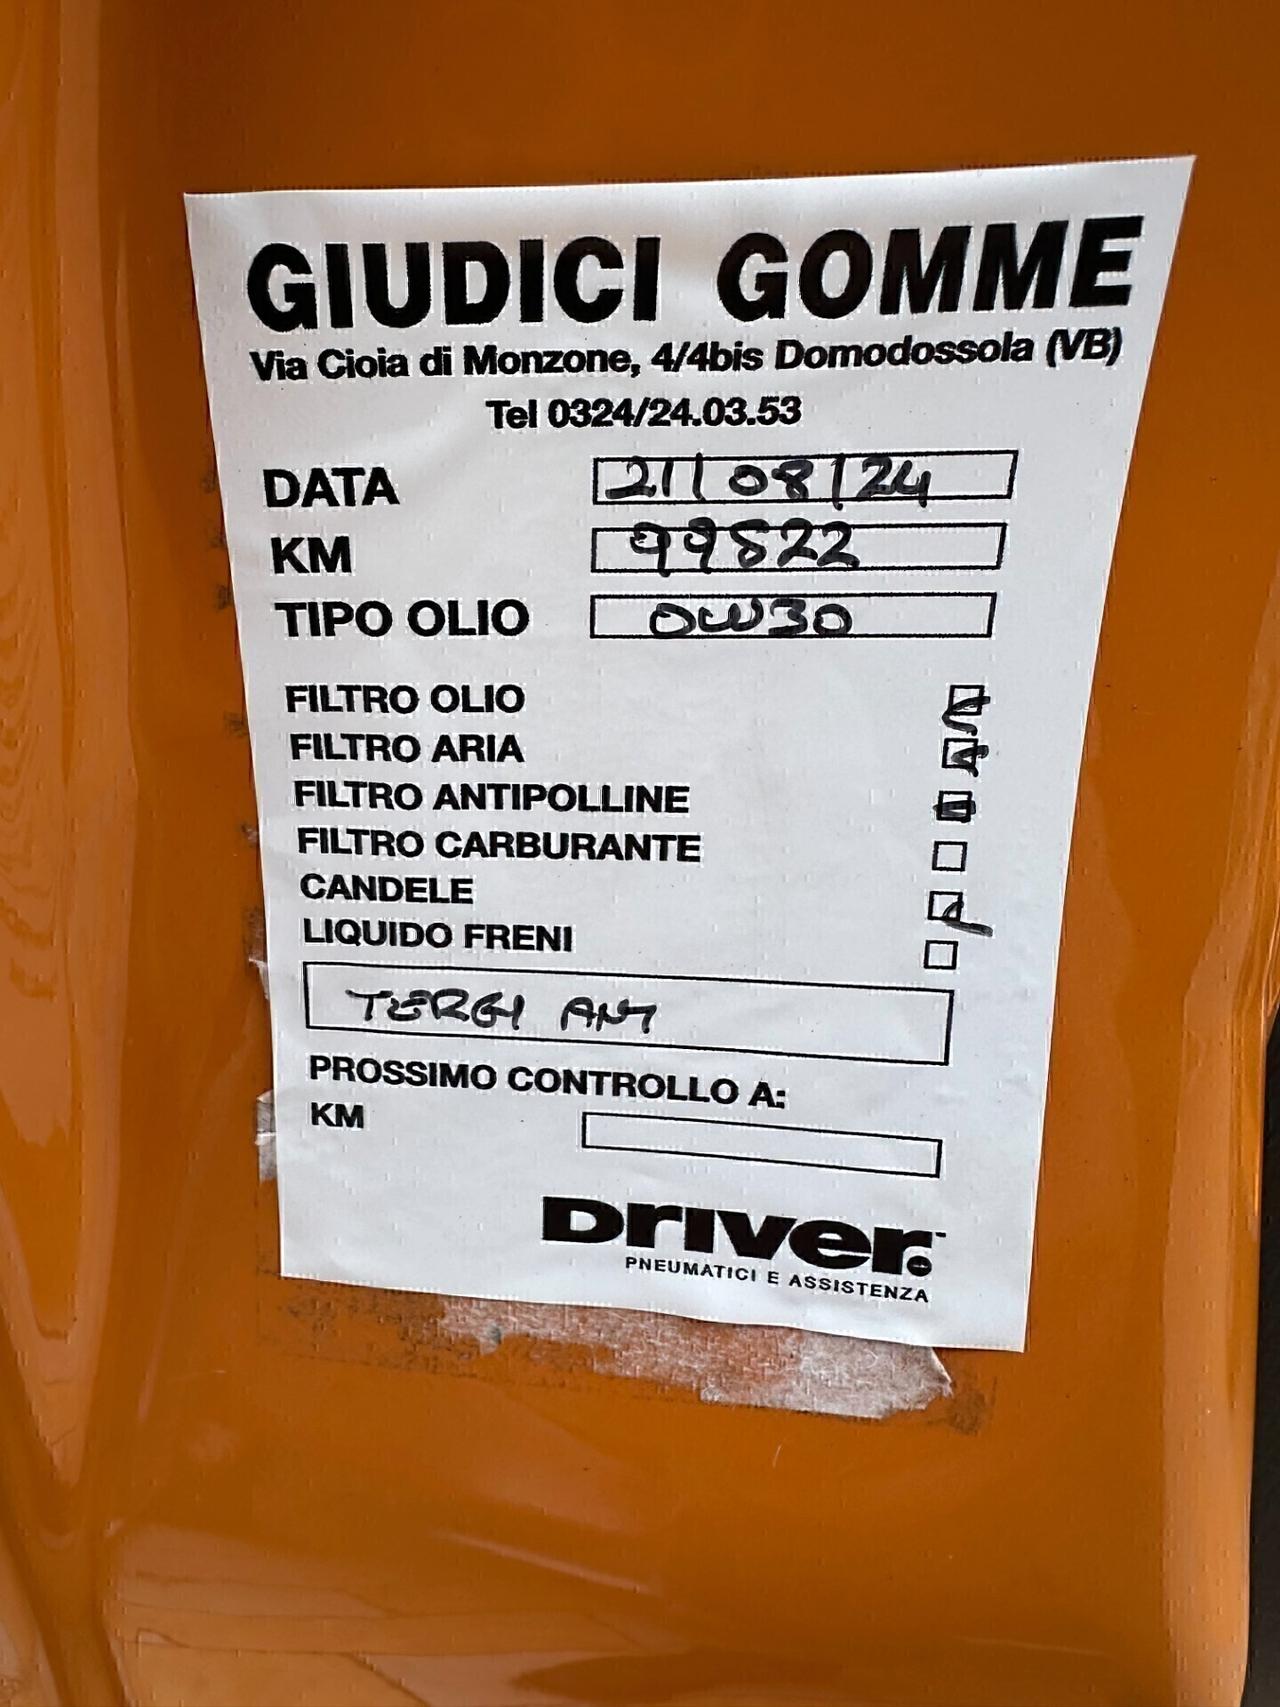 GIUDICI GOMME
Via Cioia di Monzone, 4/4bis Domodossola (VB)
Tel 0324/24.03.53
DATA 21/08/24
KM 99822
TIPO OLIO 0W30
FILTRO OLIO
FILTRO ARIA
FILTRO ANTIPOLLINE
FILTRO CARBURANTE
CANDELE
LIQUIDO FRENI
TERGI ANT
PROSSIMO CONTROLLO A:
KM
Driver
PNEUMATICI E ASSISTENZA